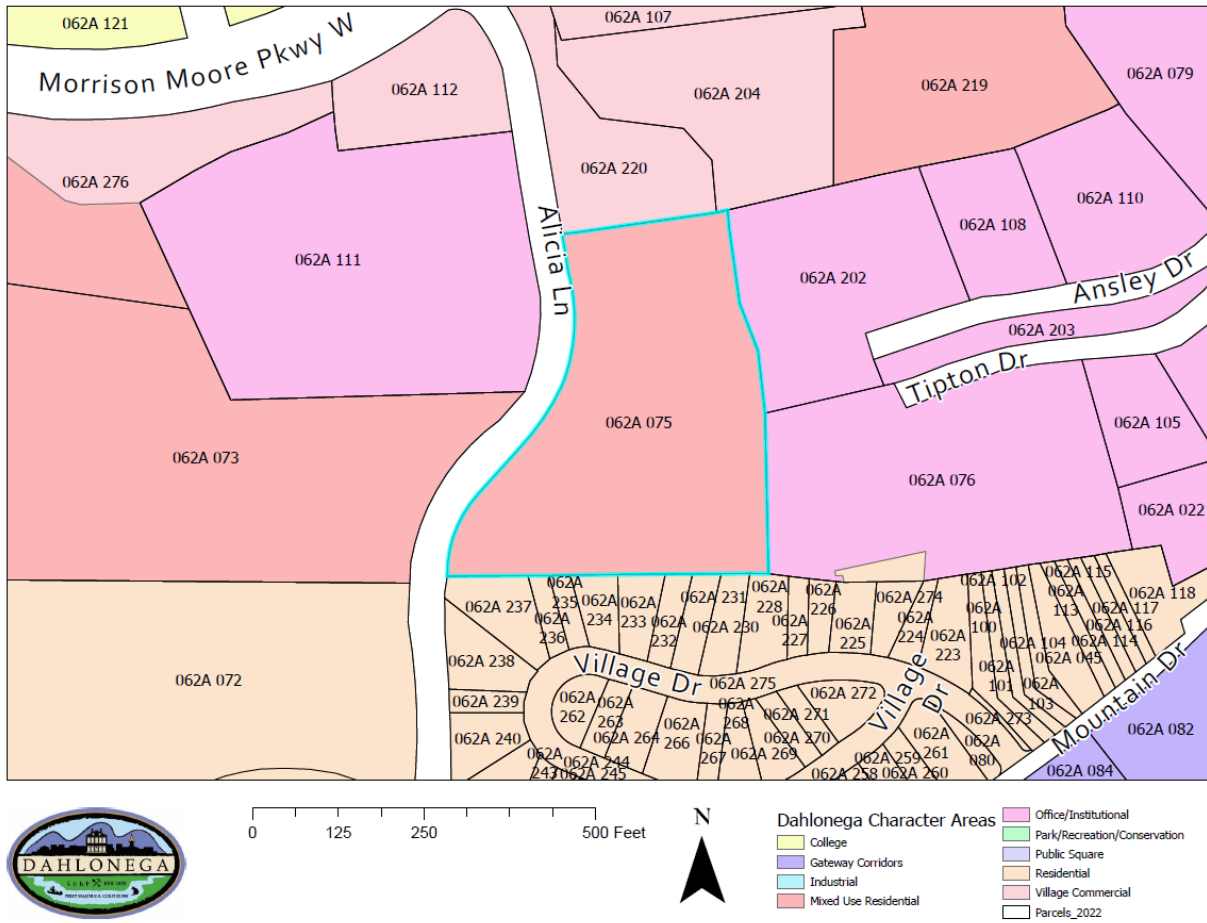 062A 121
062A 107
Morrison Moore Pkwy W
062A 079
062A 112
062A 204
062A 219
062A 220
062A 276
062A 110
062A 108
Alicia Ln
062A 111
062A 202
Ansley Dr
062A 203
Tipton Dr
062A 075
062A 105
062A 073
062A 076
062A 022
062A 237
062A
235
062A
236
062A
234
062A
233
062A
232
062A 231
062A 230
062A
228
062A
227
062A
226
062A
225
062A 274
062A
224
062A
223
062A 102
062A
100
062A
101
062A 104
062A
103
062A 045
062A 115
062A
113
062A 117
062A 116
062A 114
062A 118
062A 238
Village Dr
062A 275
062A 072
062A 239
062A 240
062A
262
062A
263
062A 264
062A
266
062A
268
062A
267
062A 269
062A 270
062A 271
062A 272
Village
Dr
062A 273
Mountain Dr
062A 082
062A
243
062A 244
062A 245
062A 258
062A 259
062A 260
062A
261
062A
080
062A 084
DAHLONEGA
0
125
250
500 Feet
N
Dahlonega Character Areas
College
Gateway Corridors
Industrial
Mixed Use Residential
Office/Institutional
Park/Recreation/Conservation
Public Square
Residential
Village Commercial
Parcels_2022